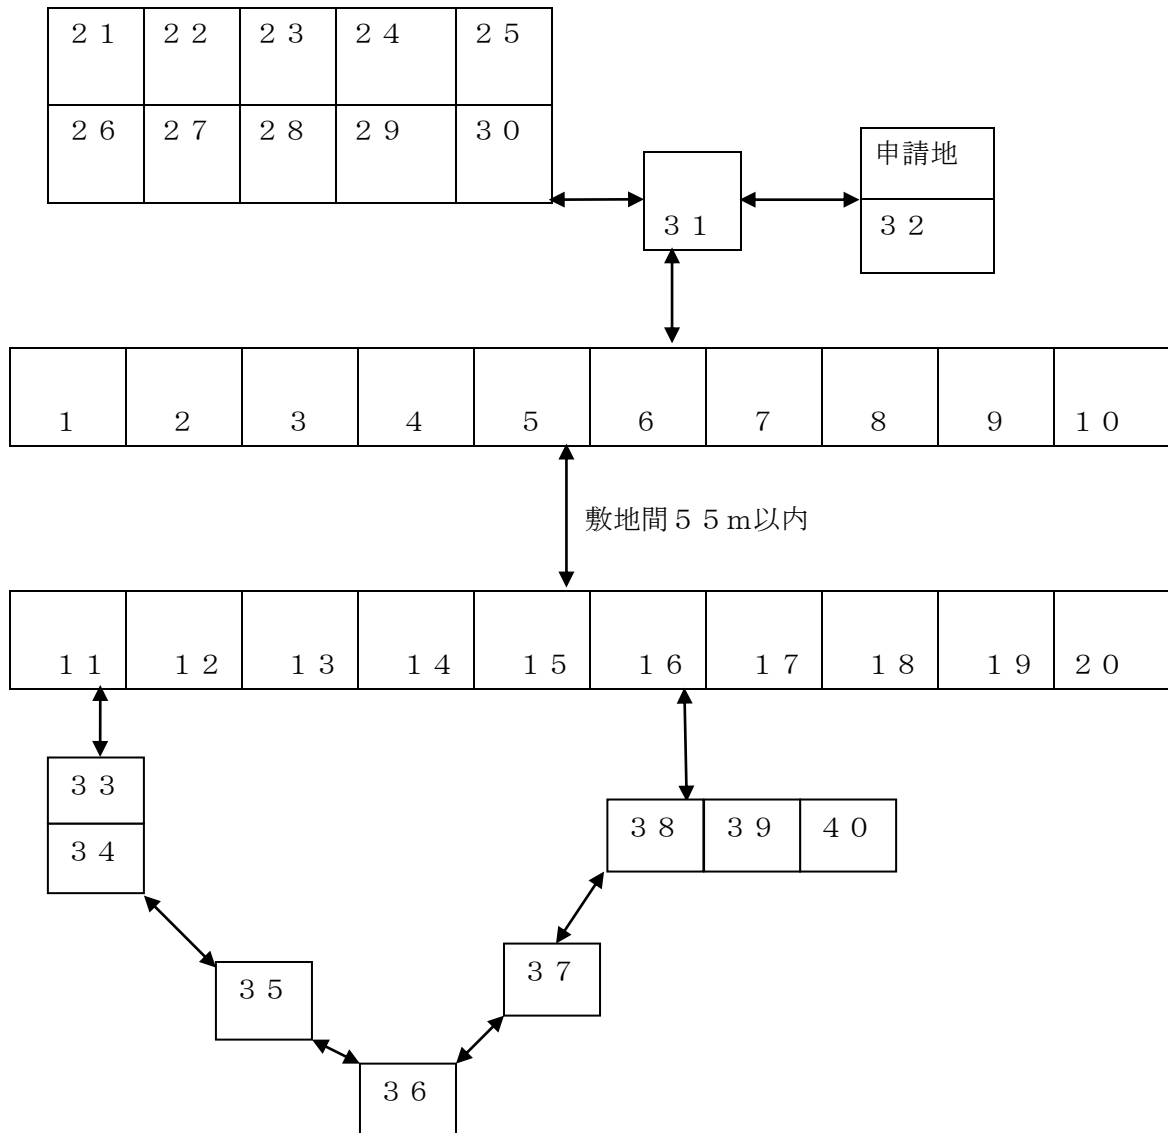 ２１ ２２ ２３ ２４ ２５
２６ ２７ ２８ ２９ ３０
申請地
３１ ３２
１ ２ ３ ４ ５ ６ ７ ８ ９ １０
敷地間５５ｍ以内
１１ １２ １３ １４ １５ １６ １７ １８ １９ ２０
３３
３４
３８ ３９ ４０
３５
３７
３６